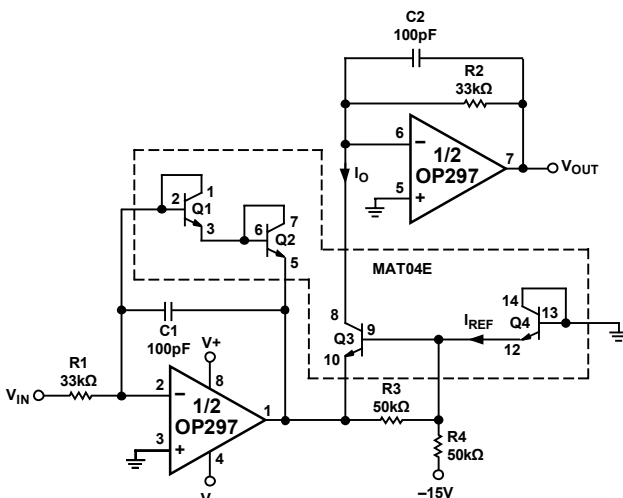 C2
100pF
R2
33kΩ
6
−
1/2
OP297
7
VOUT
5
+
IO
1
2
Q1
3
7
6
Q2
5
MAT04E
8
9
Q3
10
IREF
14
13
Q4
12
C1
100pF
V+
R1
33kΩ
VIN
2
−
8
1/2
OP297
1
3
+
4
R3
50kΩ
R4
50kΩ
−15V